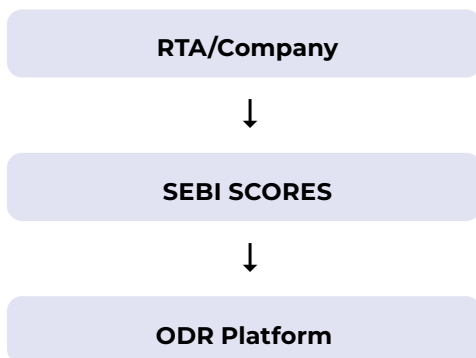 RTA/Company
↓
SEBI SCORES
↓
ODR Platform